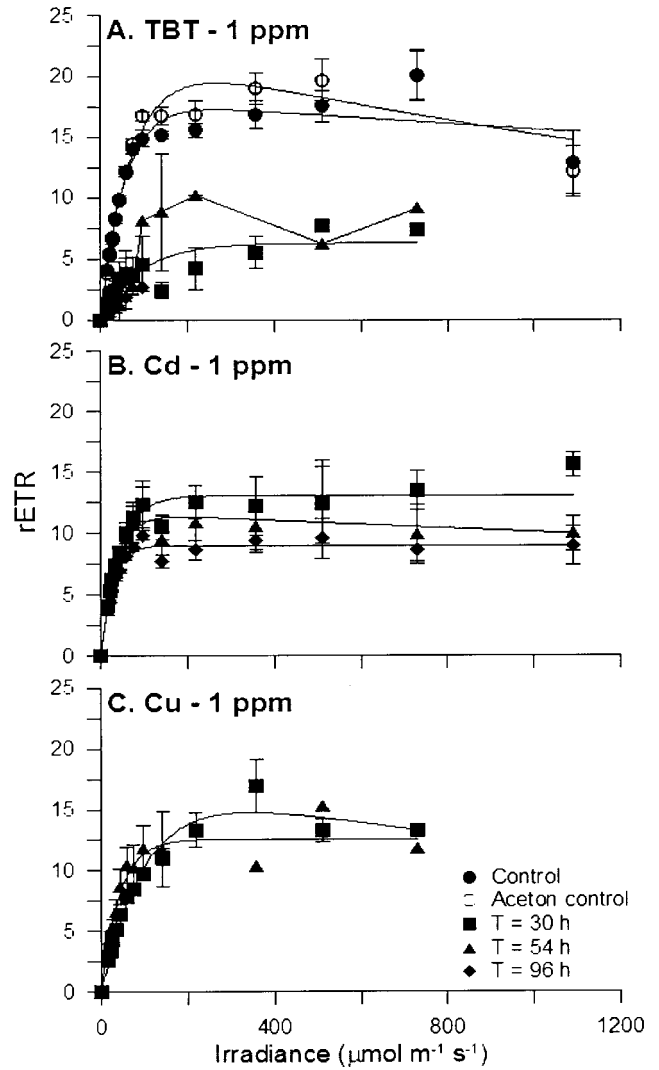 A. TBT - 1 ppm
25
20
15
10
5
0
B. Cd - 1 ppm
25
20
15
10
5
0
rETR
C. Cu - 1 ppm
25
20
15
10
5
0
Control
Aceton control
T = 30 h
T = 54 h
T = 96 h
0
400
800
1200
Irradiance (μmol m⁻¹ s⁻¹)